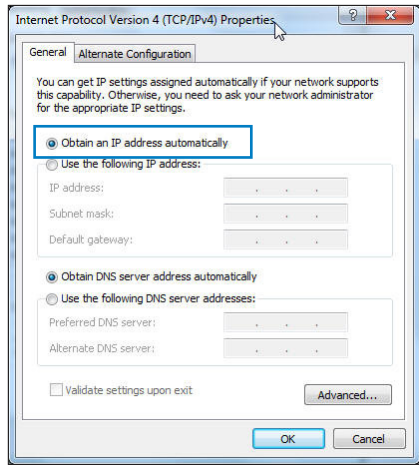 Internet Protocol Version 4 (TCP/IPv4) Properties
General
Alternate Configuration
You can get IP settings assigned automatically if your network supports
this capability. Otherwise, you need to ask your network administrator
for the appropriate IP settings.
Obtain an IP address automatically
Use the following IP address:
IP address:
Subnet mask:
Default gateway:
Obtain DNS server address automatically
Use the following DNS server addresses:
Preferred DNS server:
Alternate DNS server:
Validate settings upon exit
Advanced...
OK
Cancel